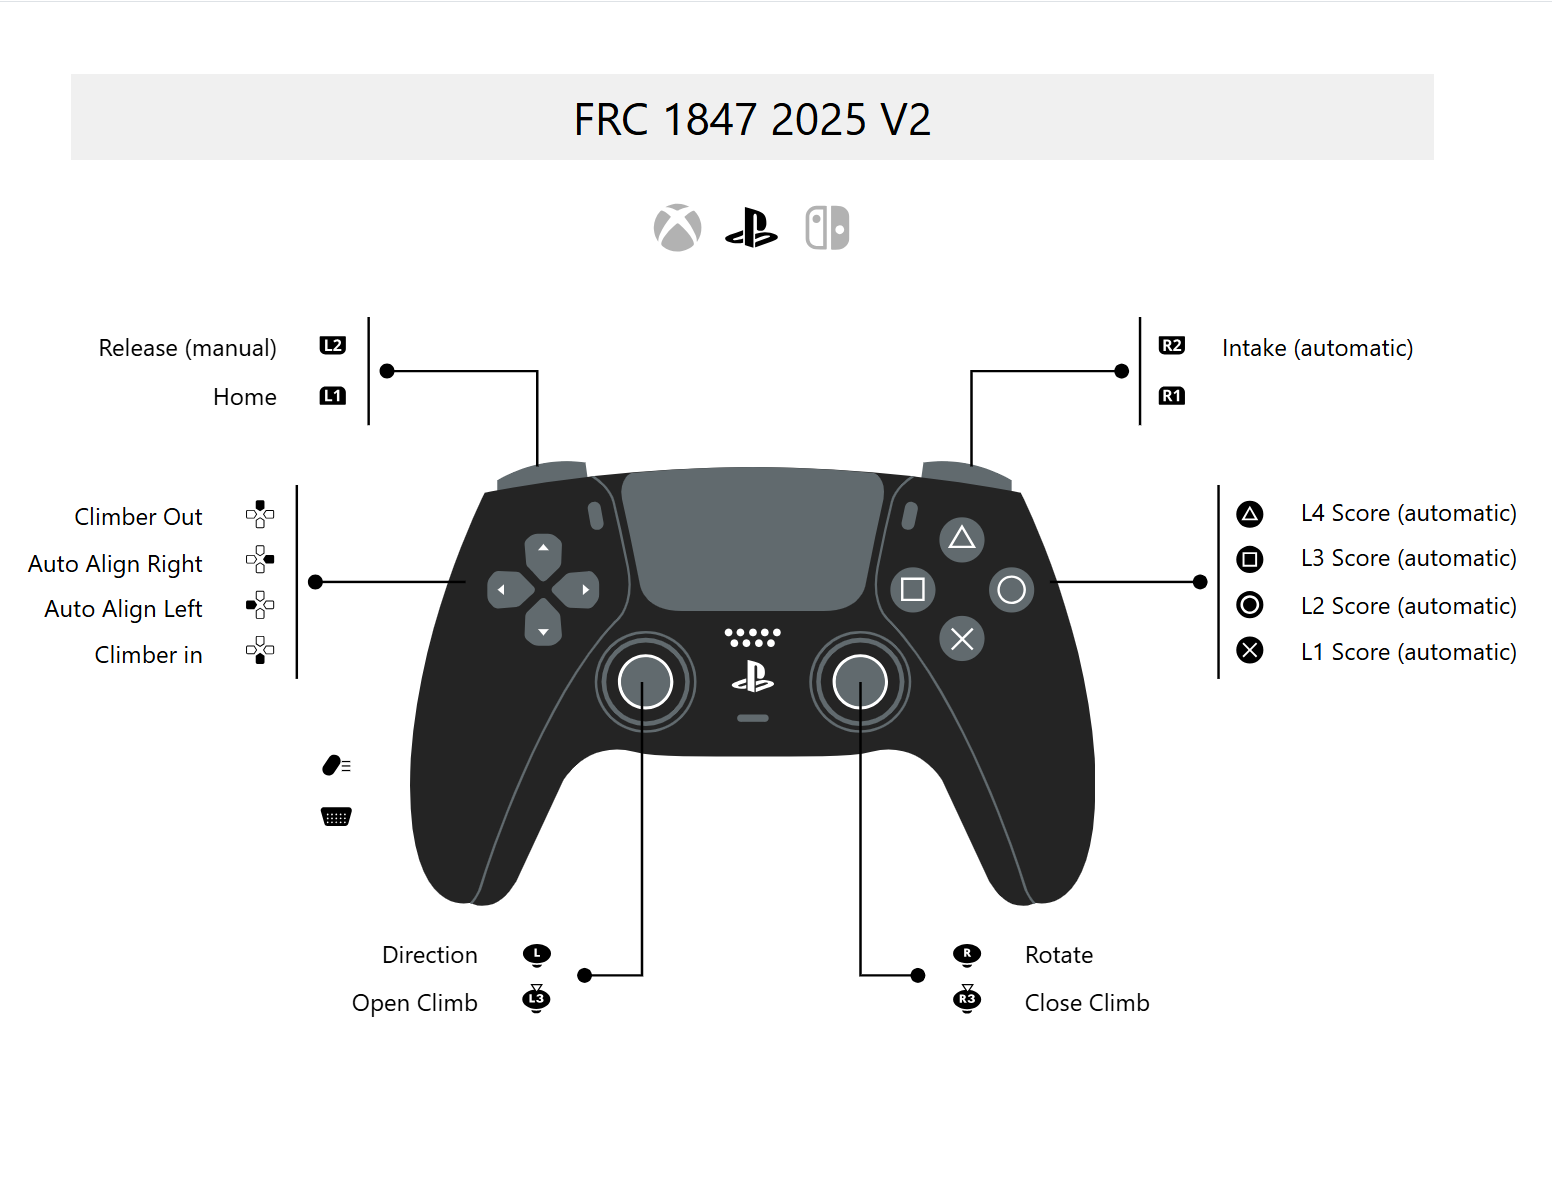 FRC 1847 2025 V2
Release (manual) L2
Home L1
R2 Intake (automatic)
R1
Climber Out
Auto Align Right
Auto Align Left
Climber in
L4 Score (automatic)
L3 Score (automatic)
L2 Score (automatic)
L1 Score (automatic)
Direction L
Open Climb L3
R Rotate
R3 Close Climb